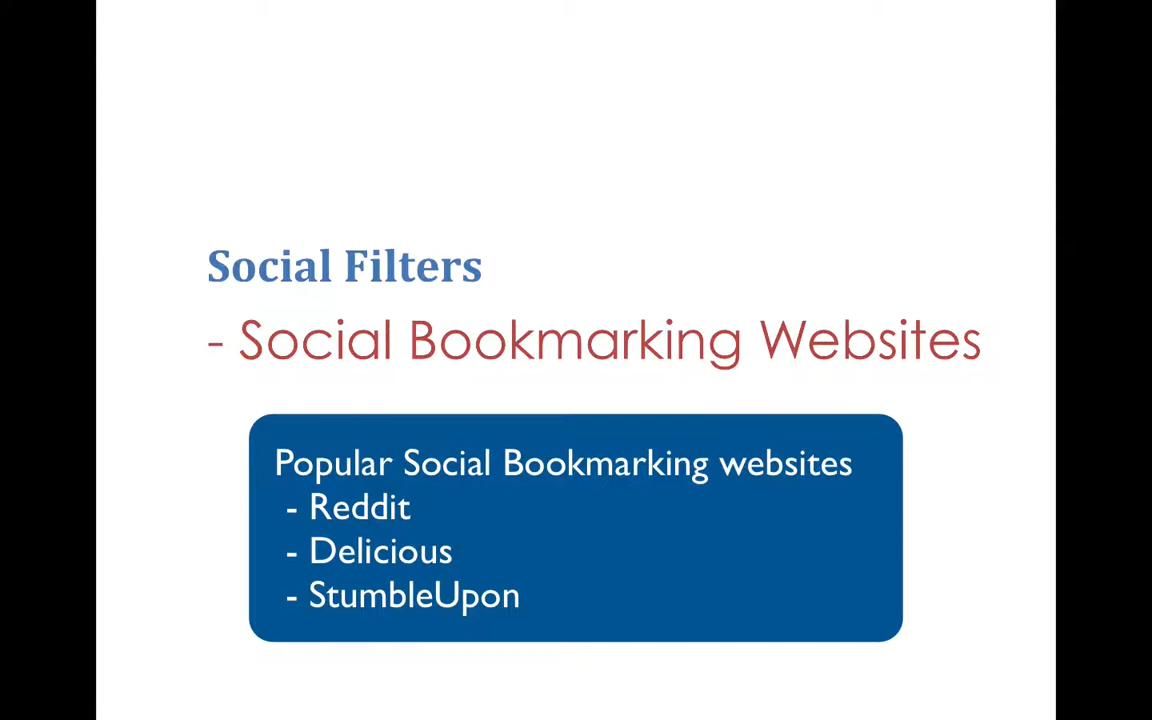 Social Filters
- Social Bookmarking Websites
Popular Social Bookmarking websites
- Reddit
- Delicious
- StumbleUpon